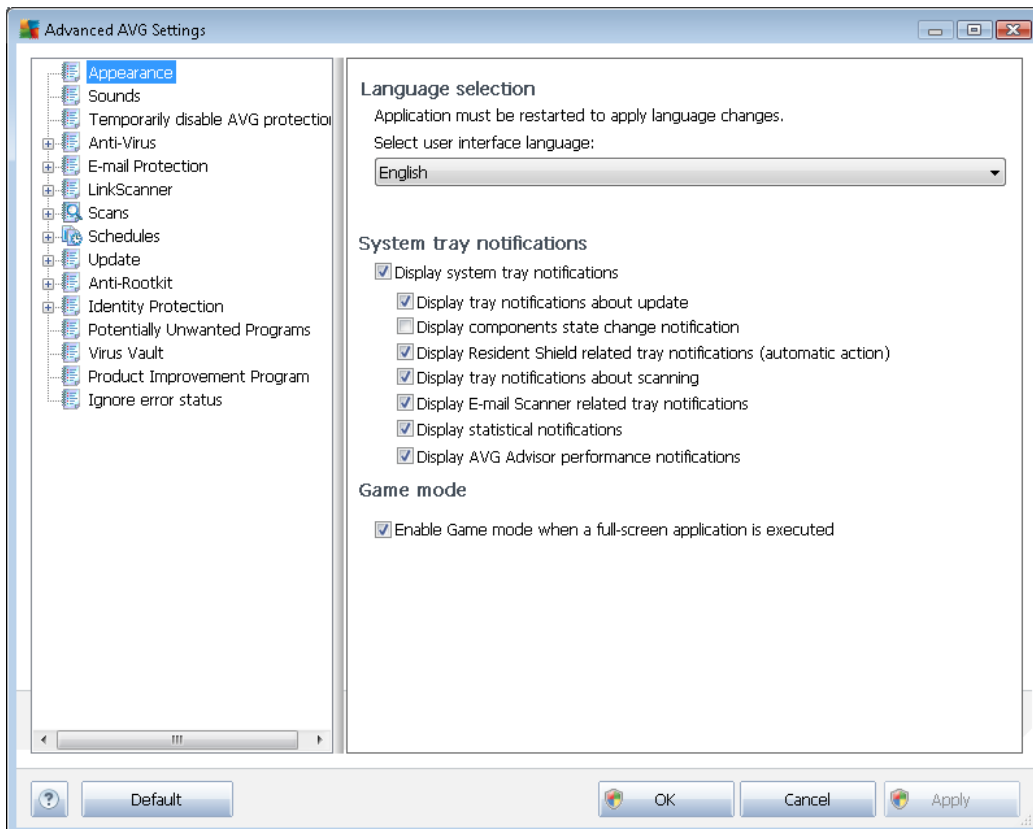 Advanced AVG Settings
Appearance
Sounds
Temporarily disable AVG protection
Anti-Virus
E-mail Protection
LinkScanner
Scans
Schedules
Update
Anti-Rootkit
Identity Protection
Potentially Unwanted Programs
Virus Vault
Product Improvement Program
Ignore error status
Language selection
Application must be restarted to apply language changes.
Select user interface language:
English
System tray notifications
Display system tray notifications
Display tray notifications about update
Display components state change notification
Display Resident Shield related tray notifications (automatic action)
Display tray notifications about scanning
Display E-mail Scanner related tray notifications
Display statistical notifications
Display AVG Advisor performance notifications
Game mode
Enable Game mode when a full-screen application is executed
?
Default
OK
Cancel
Apply